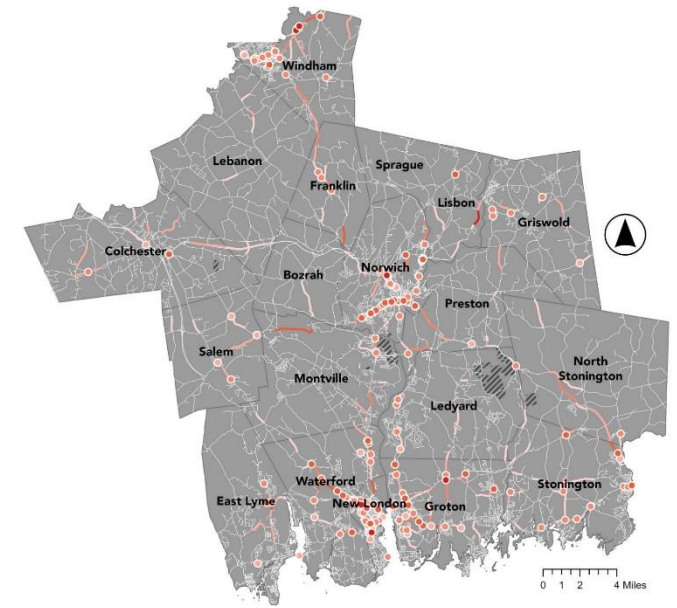 Windham
Lebanon
Sprague
Franklin
Lisbon
Griswold
Colchester
Norwich
Bozrah
Preston
Salem
North
Stonington
Montville
Ledyard
Waterford
East Lyme
New London
Groton
Stonington
0 1 2 4 Miles